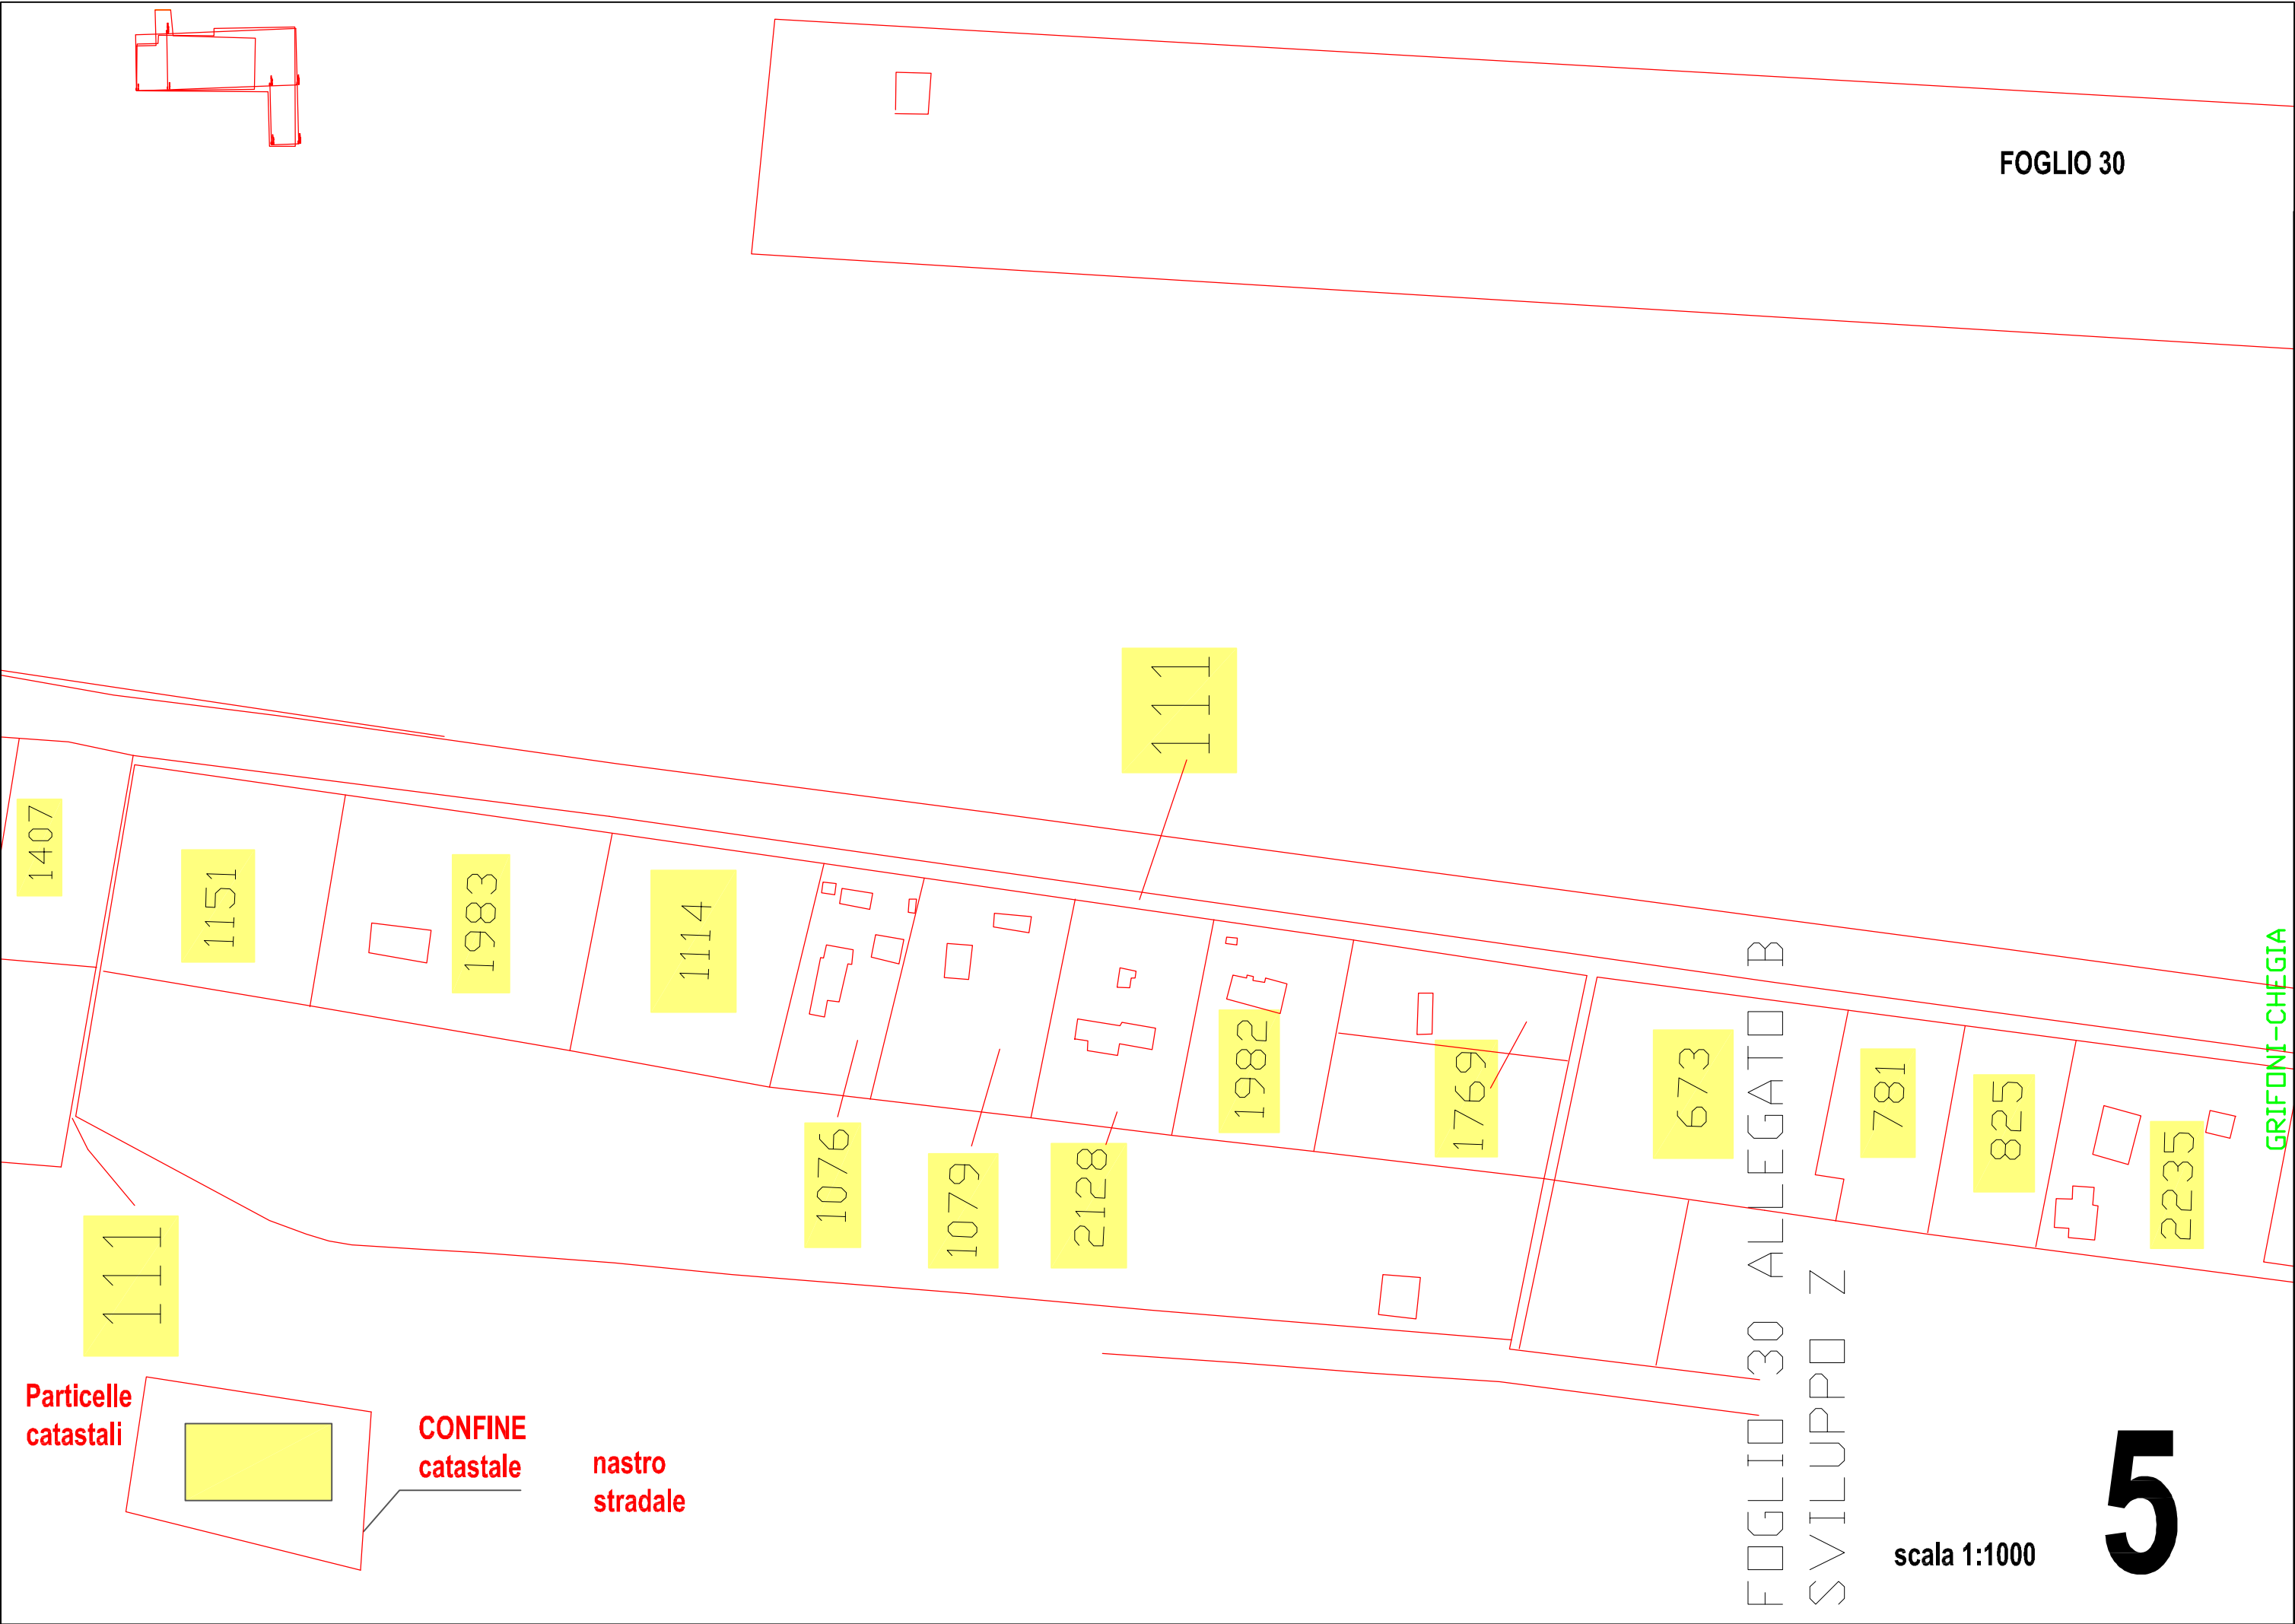 FOGLIO 30
111
1407
1151
1983
1114
1982
1769
673
781
825
2235
1076
1079
2128
111
GRIFONI-CHEGIA
FOGLIO 30 ALLEGATO B
SVILUPPO Z
Particelle
catastali
CONFINE
catastale
nastro
stradale
scala 1:1000
5